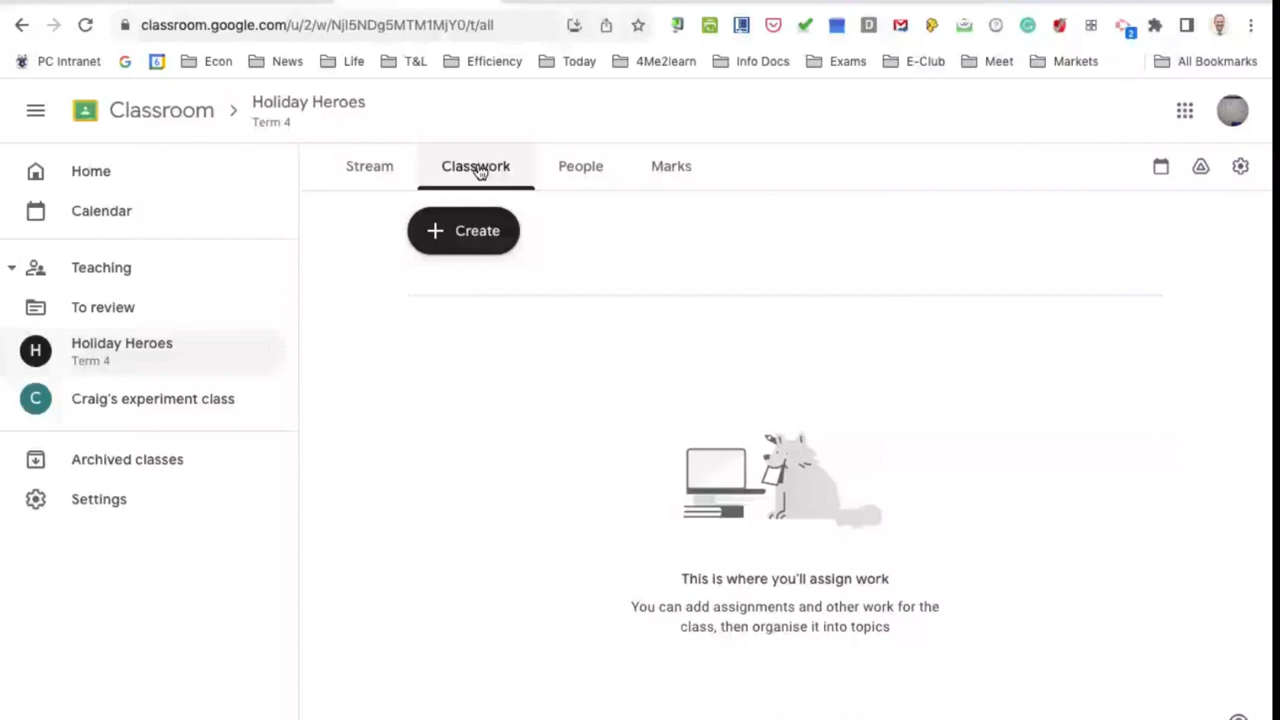 classroom.google.com/u/2/w/NjI5NDg5MTM1MjY0/t/all
2
PC Intranet G 6 Econ News Life T&L Efficiency Today 4Me2learn Info Docs Exams E-Club Meet Markets All Bookmarks
Classroom > Holiday Heroes
Term 4
Stream Classwork People Marks
Home
Calendar
Teaching
To review
H Holiday Heroes
Term 4
C Craig's experiment class
Archived classes
Settings
+ Create
This is where you'll assign work
You can add assignments and other work for the
class, then organise it into topics